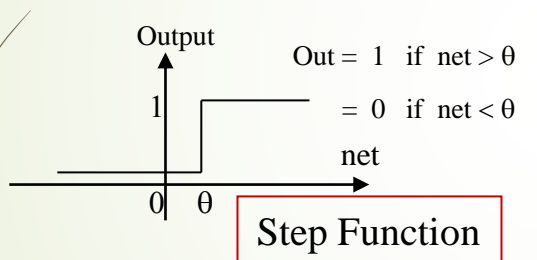 Output
Out = 1 if net > θ
1
= 0 if net < θ
net
0 θ
Step Function